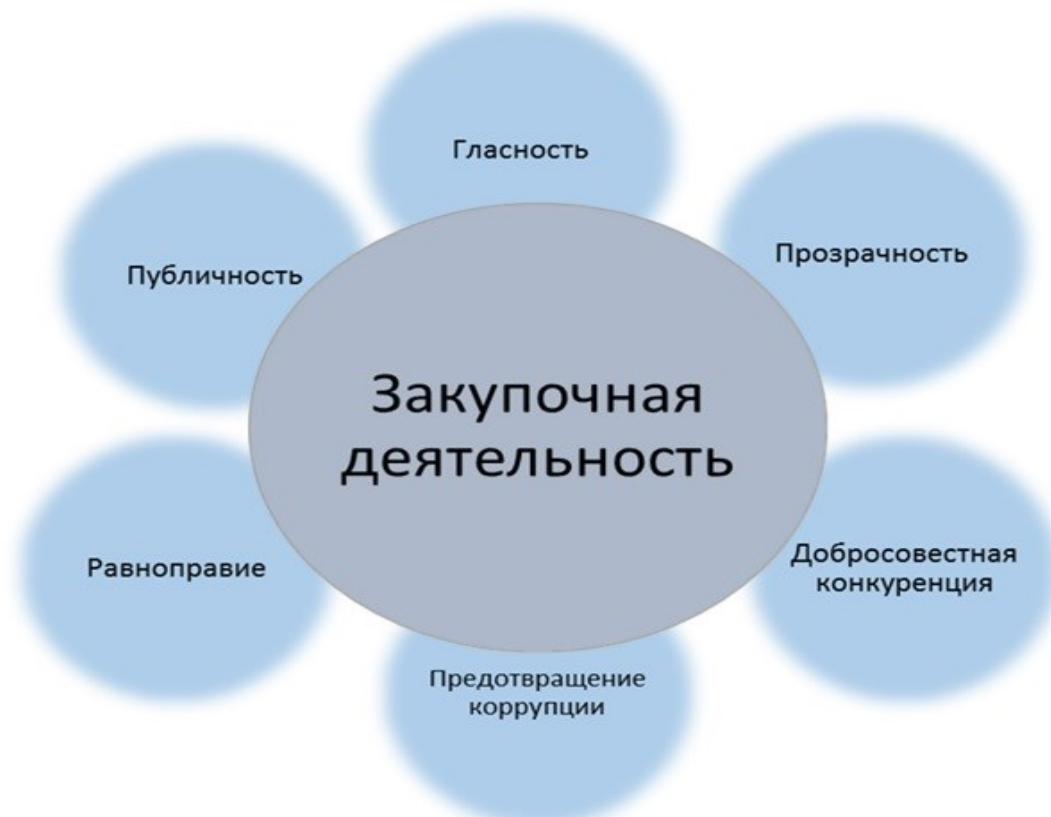 Гласность
Прозрачность
Публичность
Закупочная
деятельность
Добросовестная
конкуренция
Равноправие
Предотвращение
коррупции